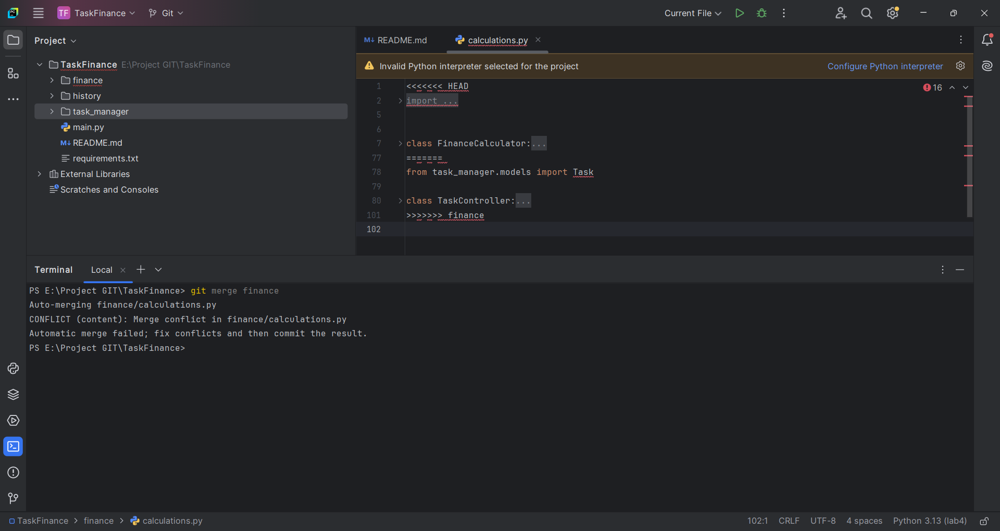 PC
TF TaskFinance Git Current File
Project
README.md calculations.py
TaskFinance E:\Project GIT\TaskFinance
finance
history
task_manager
main.py
M↓ README.md
requirements.txt
External Libraries
Scratches and Consoles
M↓
Invalid Python interpreter selected for the project Configure Python interpreter
16
1 <<<<<<< HEAD
2 import ...
5
6
7 class FinanceCalculator:...
77 =======
78 from task_manager.models import Task
79
80 class TaskController:...
101 >>>>>>> finance
102
Terminal Local
PS E:\Project GIT\TaskFinance> git merge finance
Auto-merging finance/calculations.py
CONFLICT (content): Merge conflict in finance/calculations.py
Automatic merge failed; fix conflicts and then commit the result.
PS E:\Project GIT\TaskFinance>
TaskFinance > finance > calculations.py 102:1 CRLF UTF-8 4 spaces Python 3.13 (lab4)